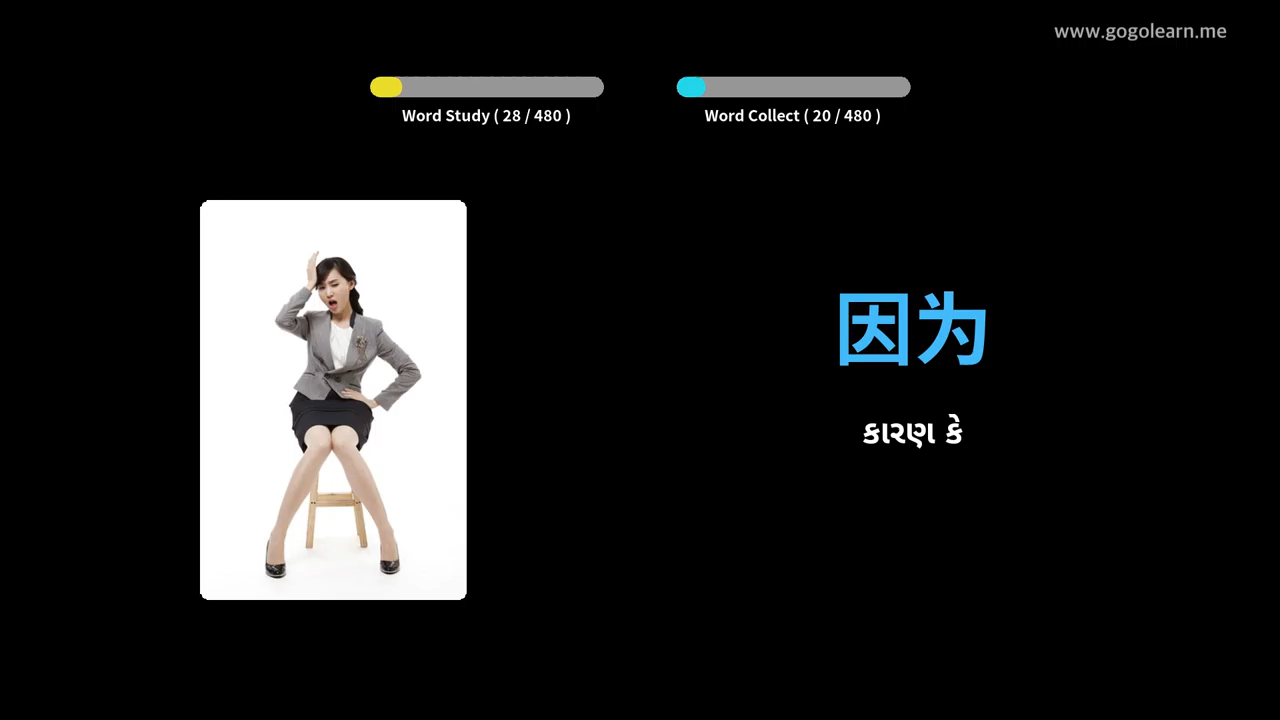 www.gogolearn.me
Word Study ( 28 / 480 )
Word Collect ( 20 / 480 )
因为
કારણ કે